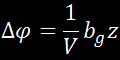 Δφ = 1/V b_g z